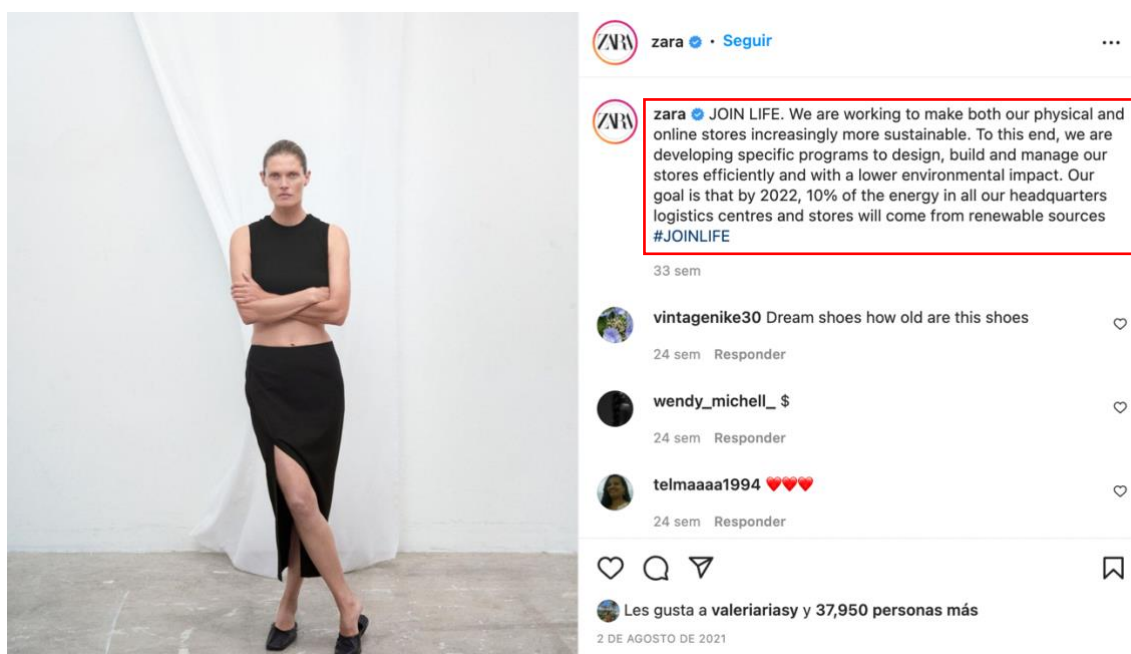 ZARA
zara · Seguir
ZARA
zara JOIN LIFE. We are working to make both our physical and
online stores increasingly more sustainable. To this end, we are
developing specific programs to design, build and manage our
stores efficiently and with a lower environmental impact. Our
goal is that by 2022, 10% of the energy in all our headquarters
logistics centres and stores will come from renewable sources
#JOINLIFE
33 sem
vintagenike30 Dream shoes how old are this shoes
24 sem Responder
wendy_michell_ $
24 sem Responder
telmaaaa1994 ❤️❤️❤️
24 sem Responder
Les gusta a valeriariasy y 37,950 personas más
2 DE AGOSTO DE 2021